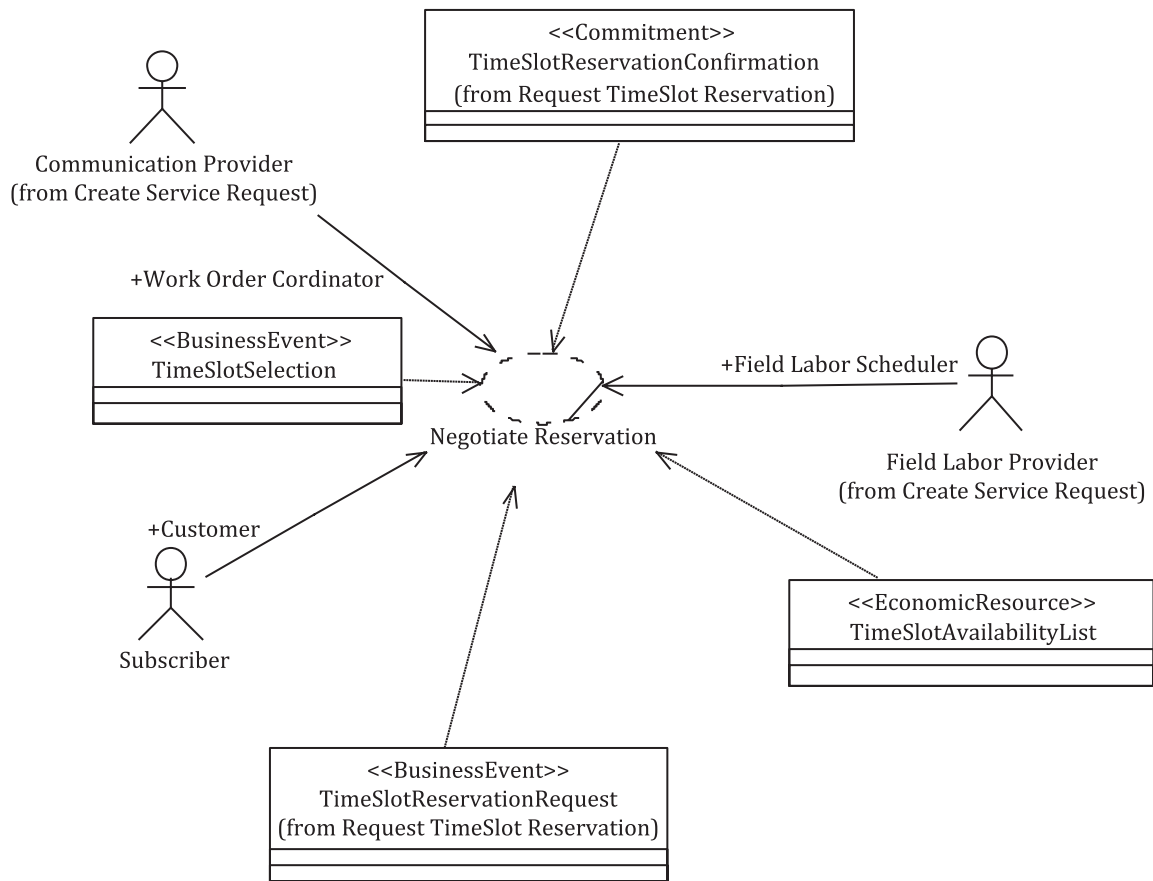 <<Commitment>>
TimeSlotReservationConfirmation
(from Request TimeSlot Reservation)
Communication Provider
(from Create Service Request)
+Work Order Cordinator
<<BusinessEvent>>
TimeSlotSelection
+Field Labor Scheduler
Negotiate Reservation
Field Labor Provider
(from Create Service Request)
+Customer
Subscriber
<<EconomicResource>>
TimeSlotAvailabilityList
<<BusinessEvent>>
TimeSlotReservationRequest
(from Request TimeSlot Reservation)